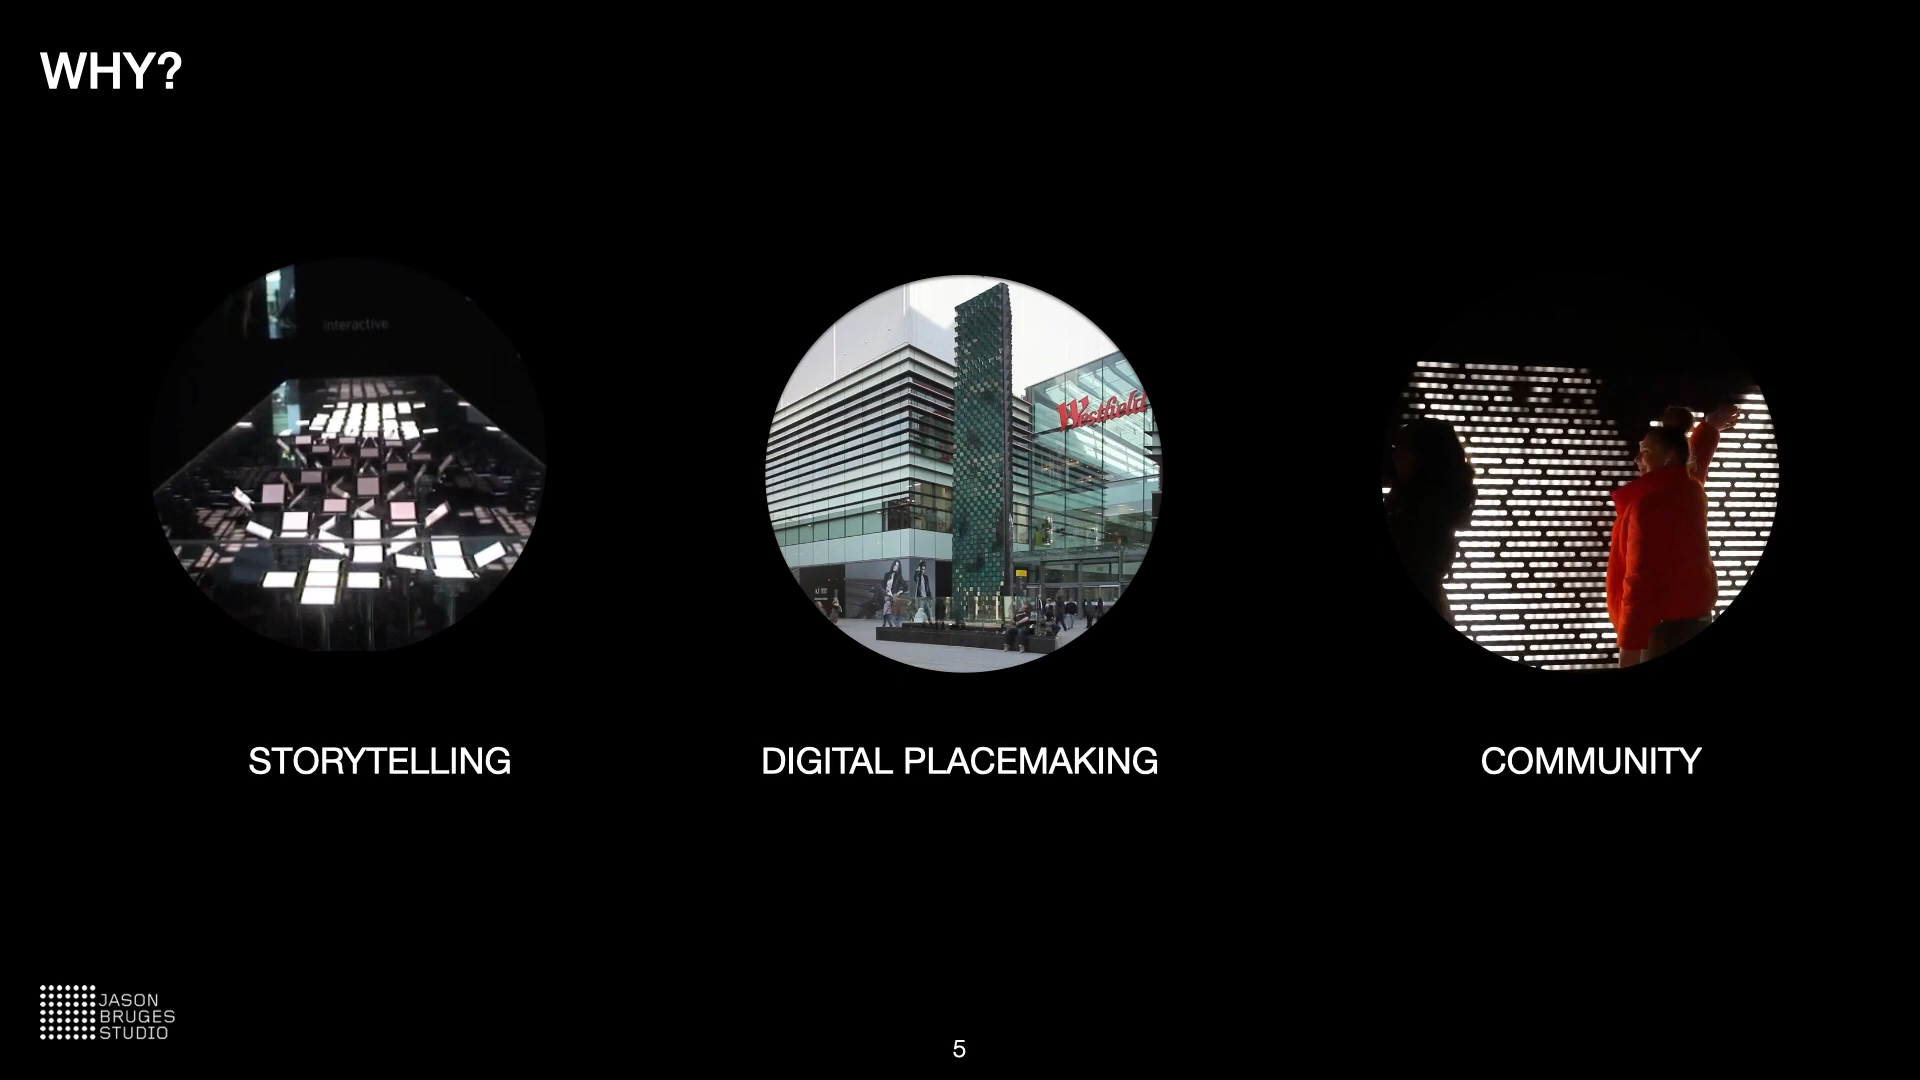 WHY?
interactive
Westfield
STORYTELLING
DIGITAL PLACEMAKING
COMMUNITY
JASON
BRUGES
STUDIO
5